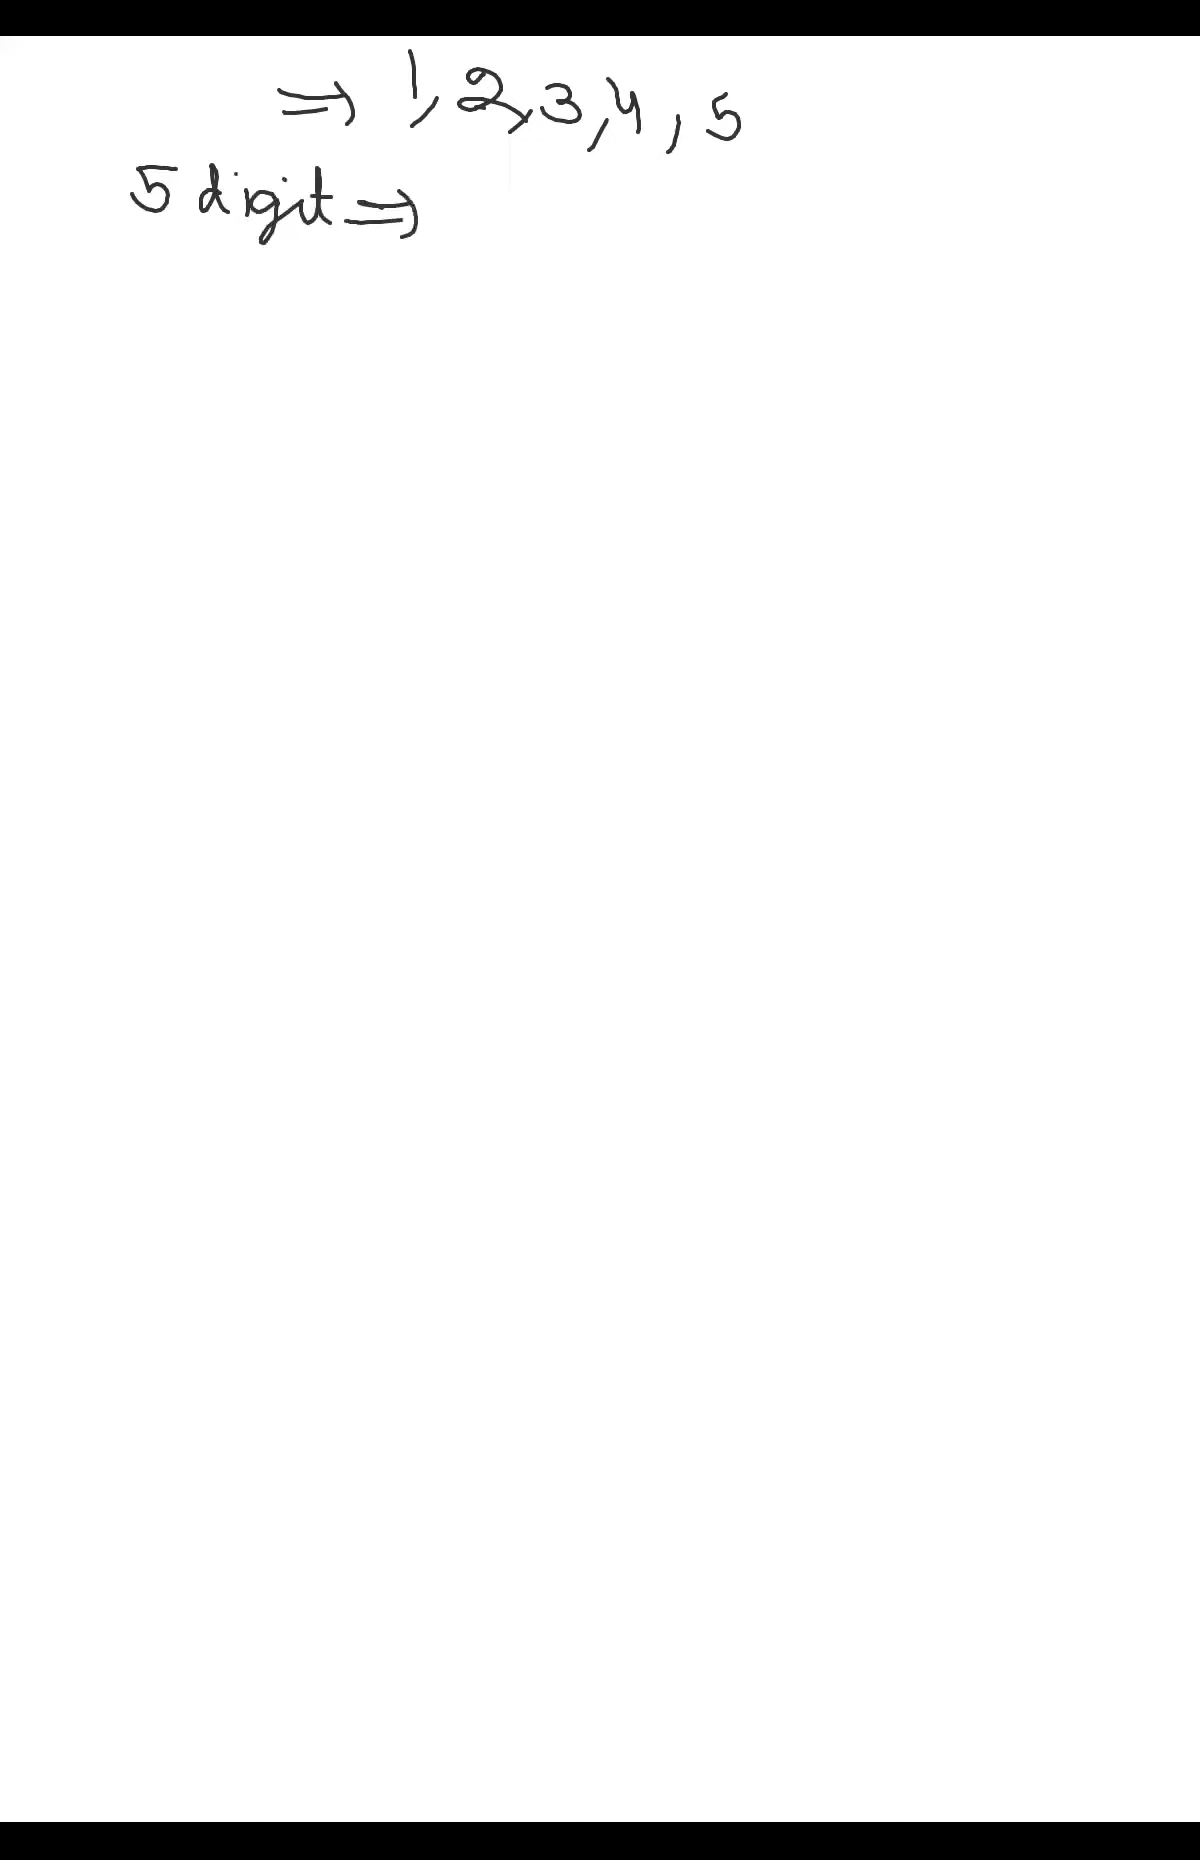 ⇒ 1, 2, 3, 4, 5
5 digit ⇒